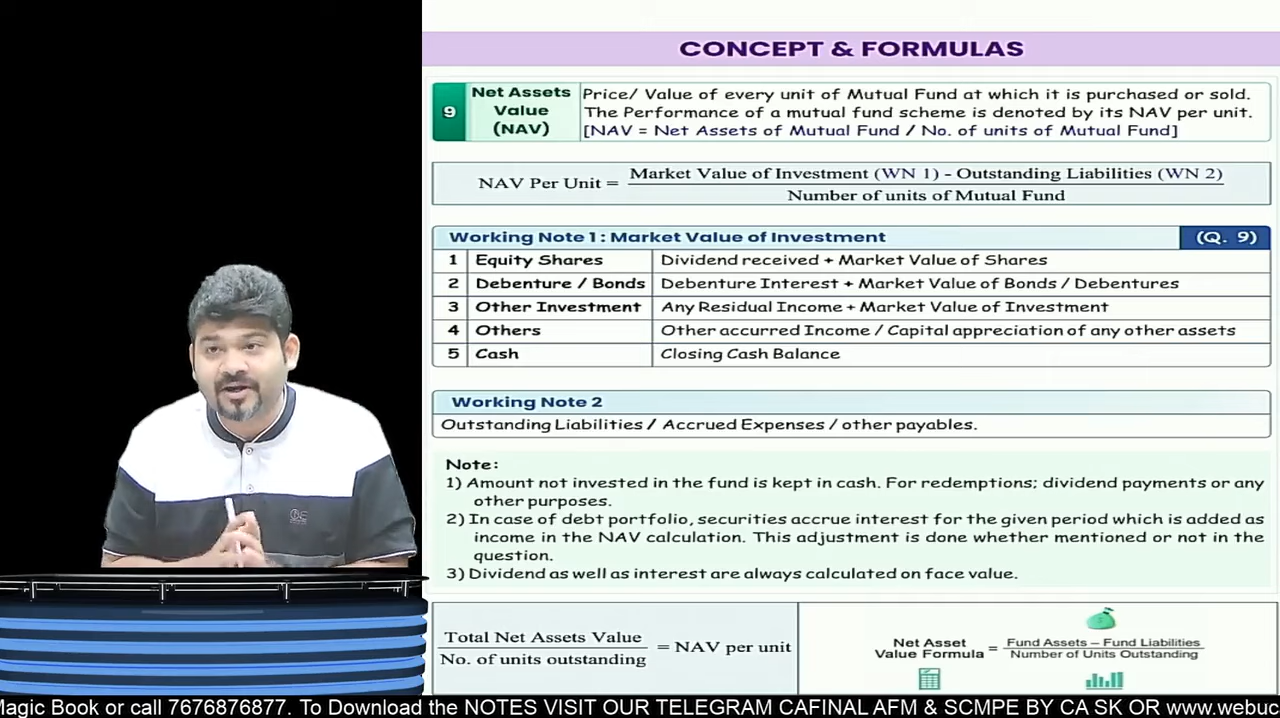 CONCEPT & FORMULAS
9
Net Assets
Value
(NAV)
Price/ Value of every unit of Mutual Fund at which it is purchased or sold.
The Performance of a mutual fund scheme is denoted by its NAV per unit.
[NAV = Net Assets of Mutual Fund / No. of units of Mutual Fund]
NAV Per Unit =
Market Value of Investment (WN 1) - Outstanding Liabilities (WN 2)
Number of units of Mutual Fund
Working Note 1 : Market Value of Investment (Q. 9)
1 Equity Shares Dividend received + Market Value of Shares
2 Debenture / Bonds Debenture Interest + Market Value of Bonds / Debentures
3 Other Investment Any Residual Income + Market Value of Investment
4 Others Other accurred Income / Capital appreciation of any other assets
5 Cash Closing Cash Balance
Working Note 2
Outstanding Liabilities / Accrued Expenses / other payables.
Note:
1) Amount not invested in the fund is kept in cash. For redemptions; dividend payments or any
other purposes.
2) In case of debt portfolio, securities accrue interest for the given period which is added as
income in the NAV calculation. This adjustment is done whether mentioned or not in the
question.
3) Dividend as well as interest are always calculated on face value.
Total Net Assets Value
No. of units outstanding
= NAV per unit
Net Asset
Value Formula =
Fund Assets – Fund Liabilities
Number of Units Outstanding
Magic Book or call 7676876877. To Download the NOTES VISIT OUR TELEGRAM CAFINAL AFM & SCMPE BY CA SK OR www.webuc